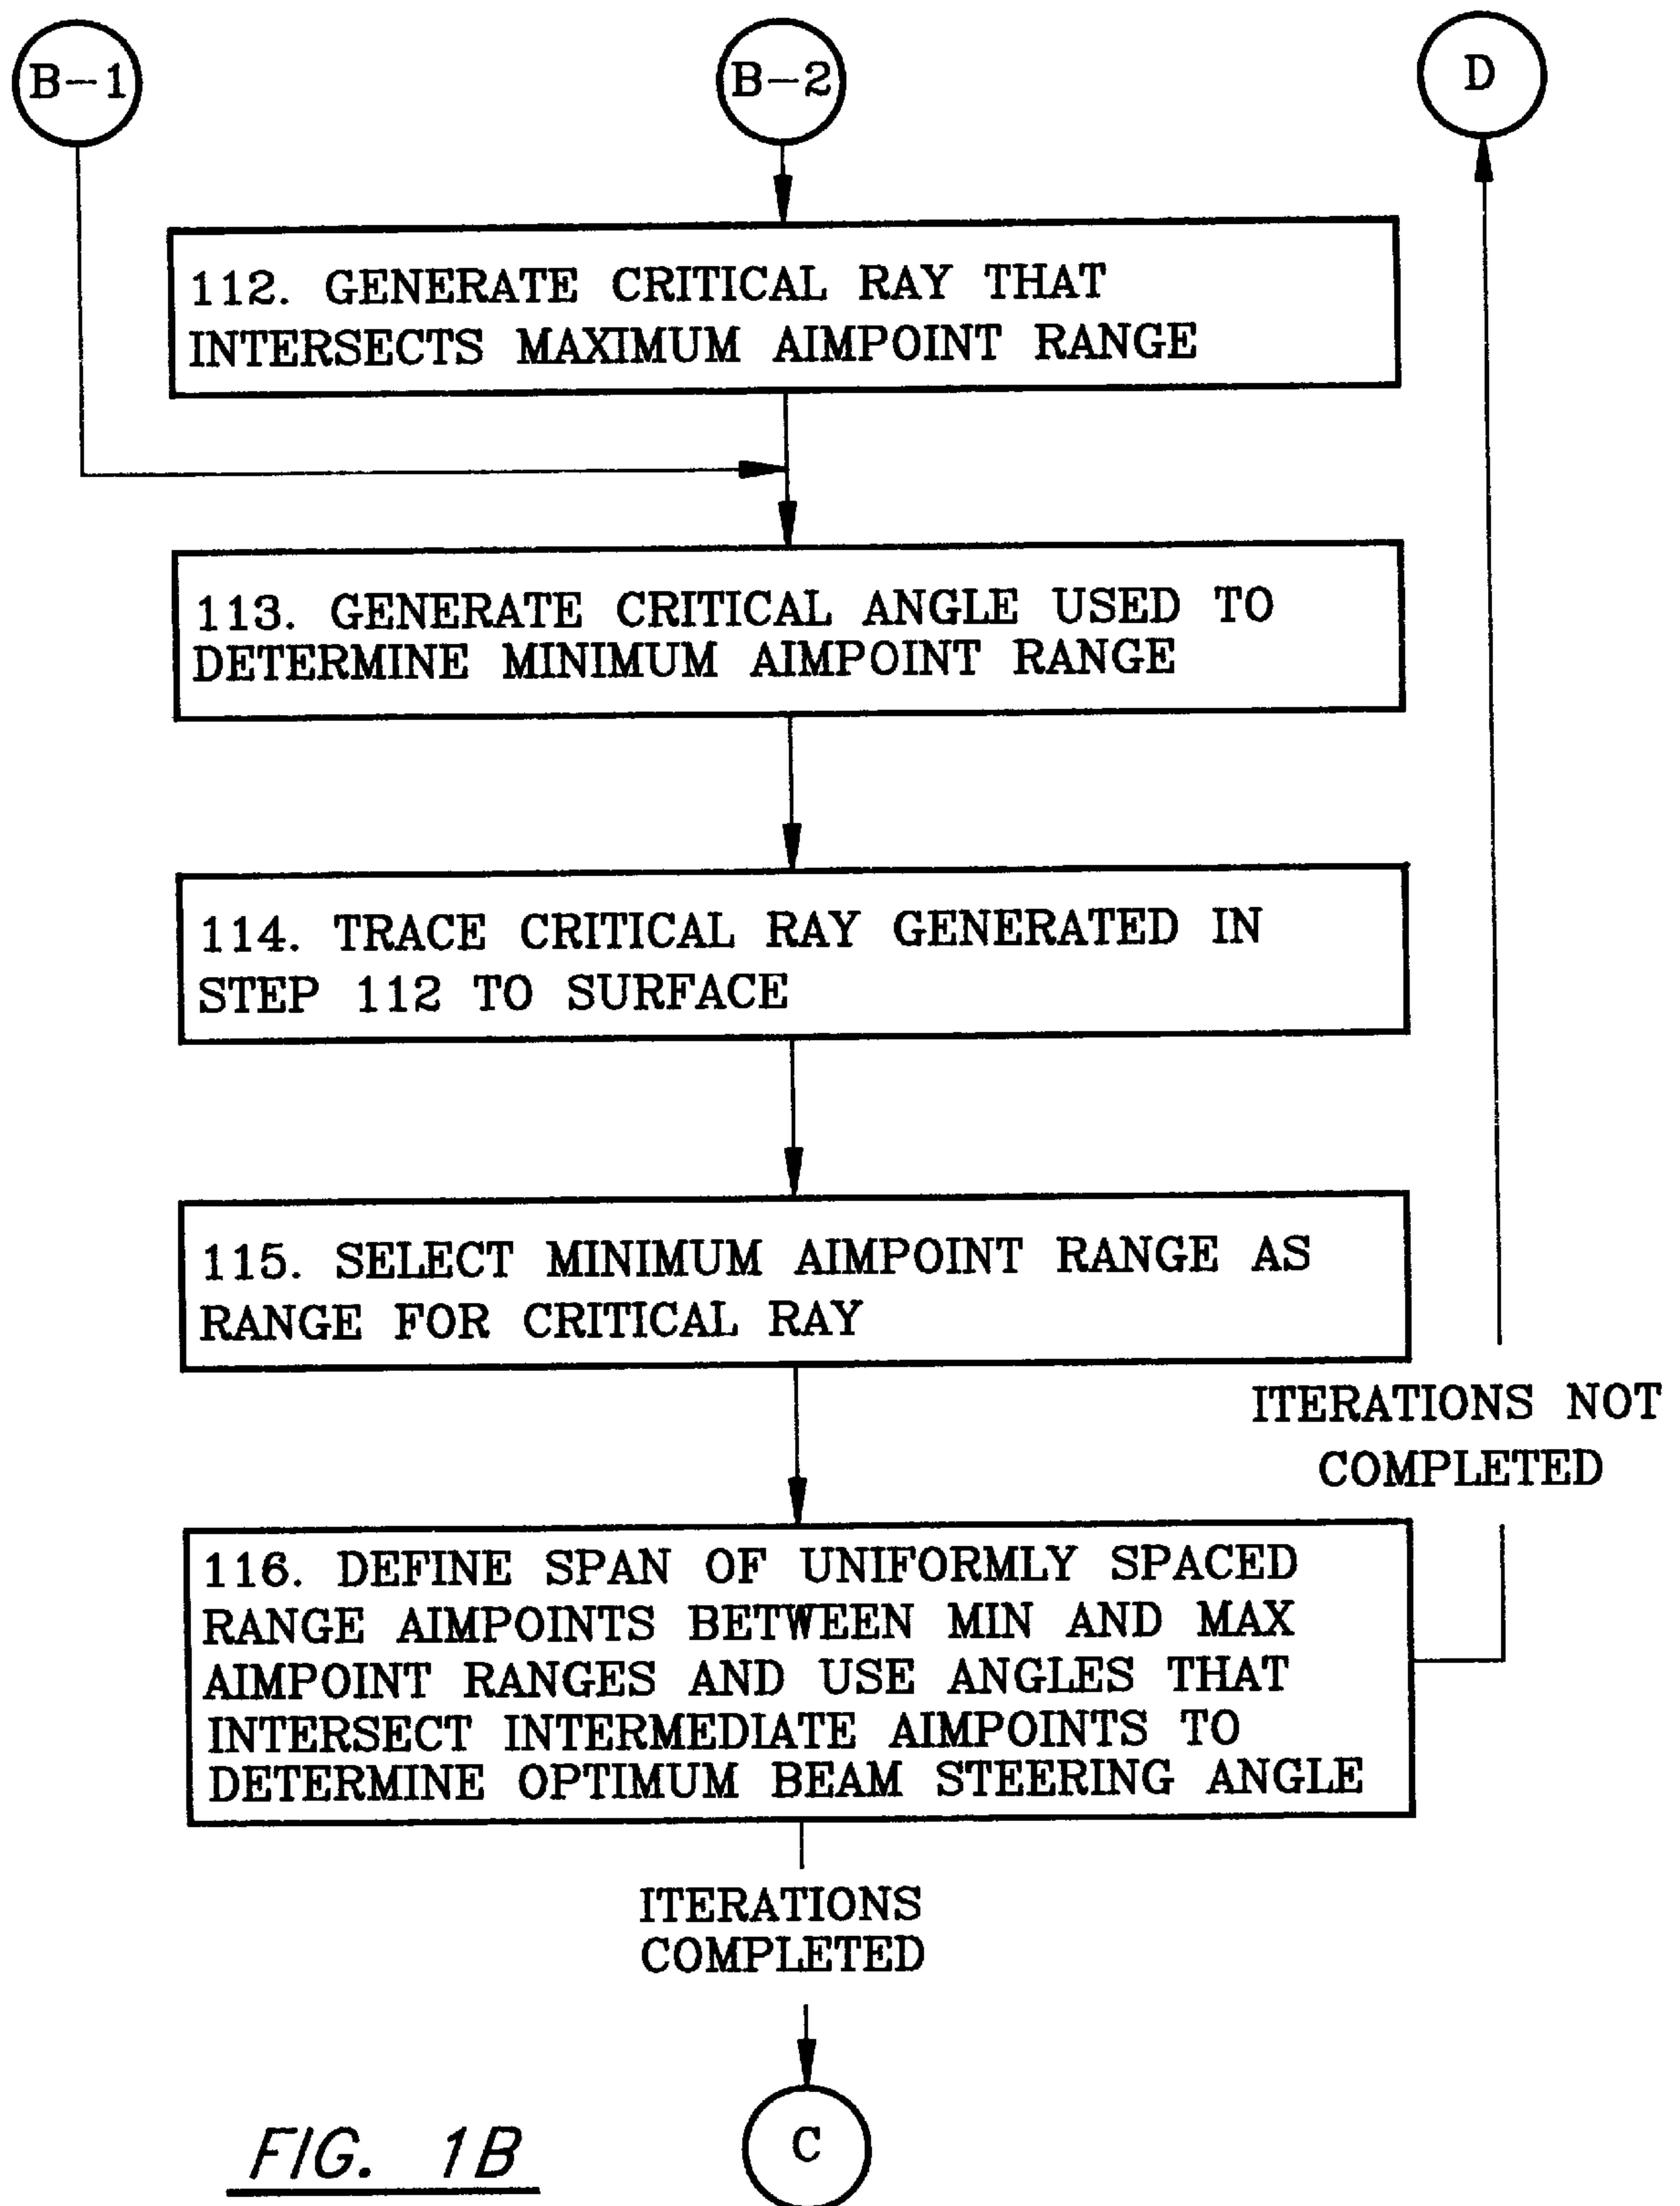 B-1
B-2
D
112. GENERATE CRITICAL RAY THAT
INTERSECTS MAXIMUM AIMPOINT RANGE
113. GENERATE CRITICAL ANGLE USED TO
DETERMINE MINIMUM AIMPOINT RANGE
114. TRACE CRITICAL RAY GENERATED IN
STEP 112 TO SURFACE
115. SELECT MINIMUM AIMPOINT RANGE AS
RANGE FOR CRITICAL RAY
ITERATIONS NOT
COMPLETED
116. DEFINE SPAN OF UNIFORMLY SPACED
RANGE AIMPOINTS BETWEEN MIN AND MAX
AIMPOINT RANGES AND USE ANGLES THAT
INTERSECT INTERMEDIATE AIMPOINTS TO
DETERMINE OPTIMUM BEAM STEERING ANGLE
ITERATIONS
COMPLETED
C
FIG. 1B